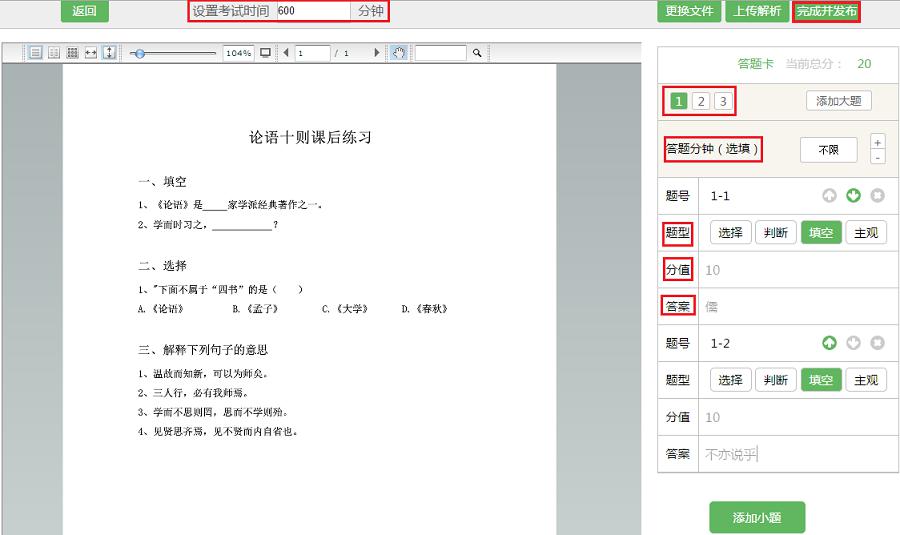 返回 设置考试时间 600 分钟 更换文件 上传解析 完成并发布
104% 1 / 1
论语十则课后练习
一、填空
1、《论语》是_____家学派经典著作之一。
2、学而时习之，____________？
二、选择
1、"下面不属于“四书”的是（ ）
A.《论语》 B.《孟子》 C.《大学》 D.《春秋》
三、解释下列句子的意思
1、温故而知新，可以为师矣。
2、三人行，必有我师焉。
3、学而不思则罔，思而不学则殆。
4、见贤思齐焉，见不贤而内自省也。
答题卡 当前总分： 20
1 2 3 添加大题
答题分钟（选填） 不限 + -
题号 1-1
题型 选择 判断 填空 主观
分值 10
答案 儒
题号 1-2
题型 选择 判断 填空 主观
分值 10
答案 不亦说乎
添加小题